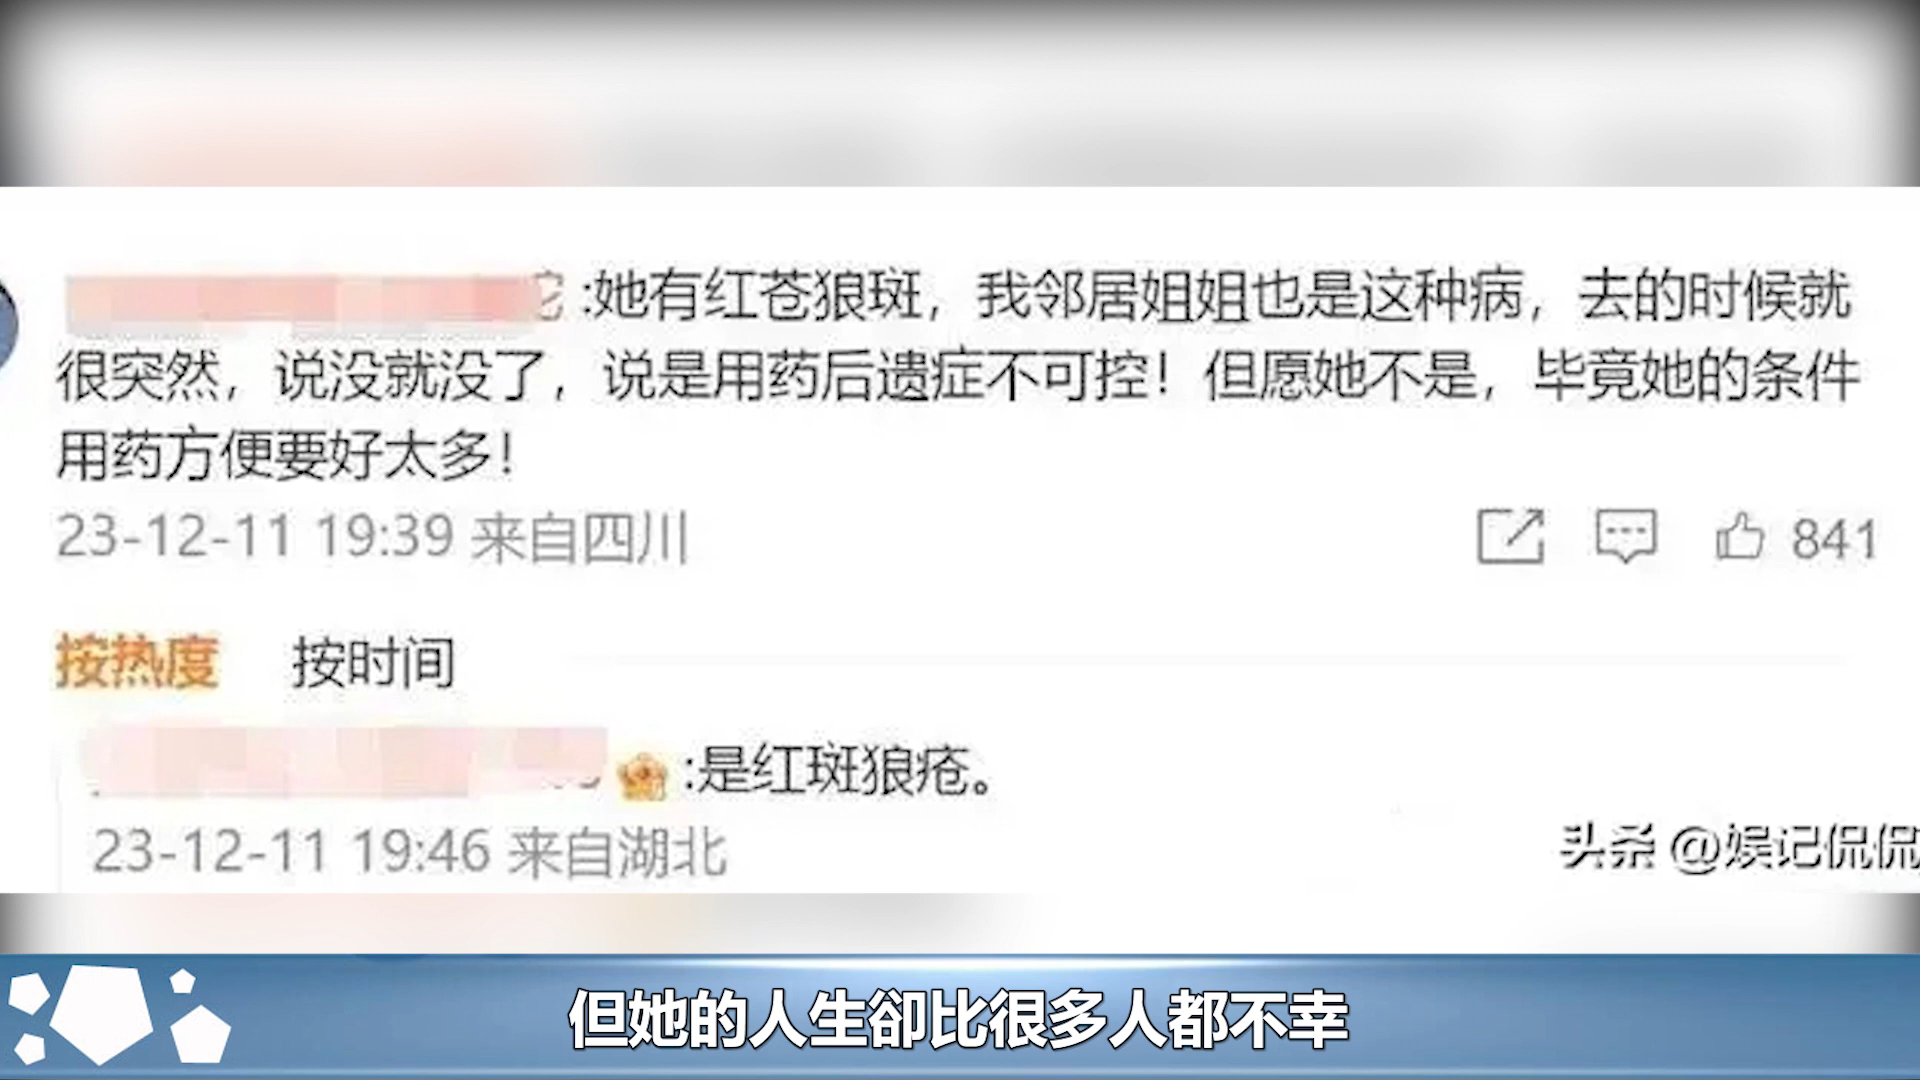 :她有红苍狼斑，我邻居姐姐也是这种病，去的时候就
很突然，说没就没了，说是用药后遗症不可控！但愿她不是，毕竟她的条件
用药方便要好太多！
23-12-11 19:39 来自四川
841
按热度 按时间
:是红斑狼疮。
23-12-11 19:46 来自湖北
头条 @娱记侃侃
但她的人生卻比很多人都不幸